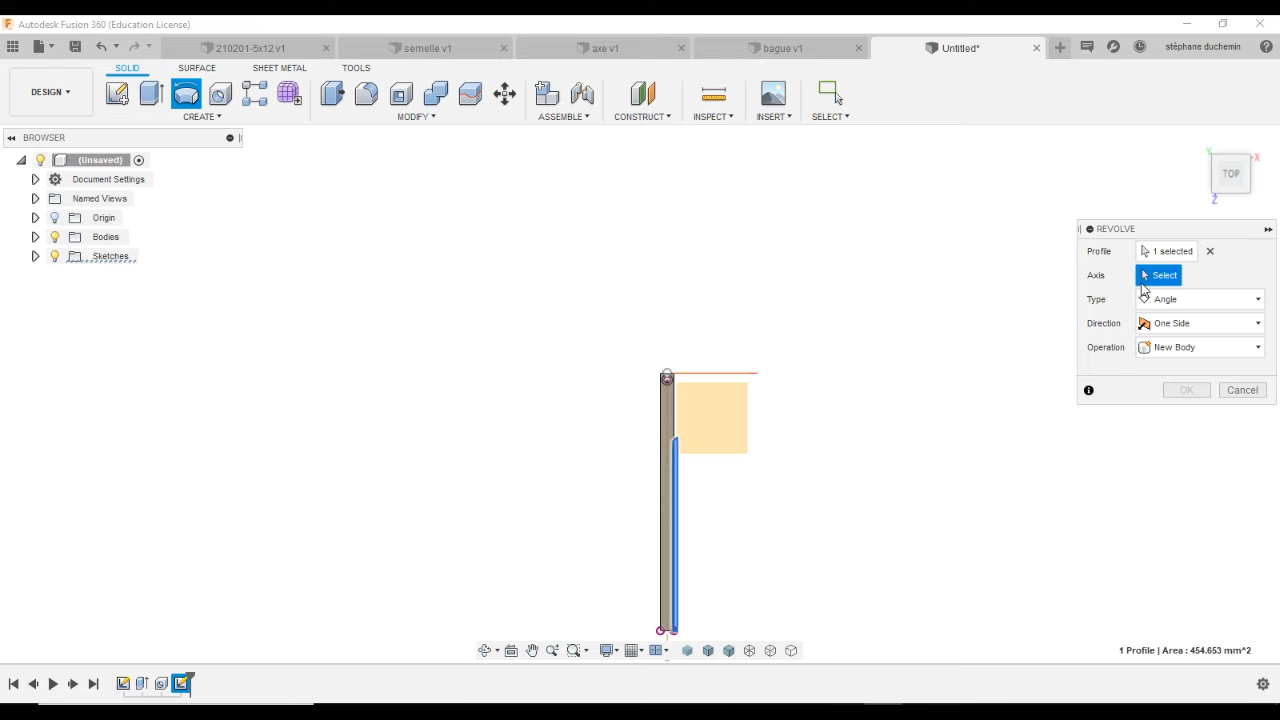 Autodesk Fusion 360 (Education License)
210201-5x12 v1
semelle v1
axe v1
bague v1
Untitled*
stéphane duchemin
DESIGN
SOLID
SURFACE
SHEET METAL
TOOLS
CREATE
MODIFY
ASSEMBLE
CONSTRUCT
INSPECT
INSERT
SELECT
BROWSER
(Unsaved)
Document Settings
Named Views
Origin
Bodies
Sketches
Y
X
TOP
Z
REVOLVE
Profile 1 selected
Axis Select
Type Angle
Direction One Side
Operation New Body
OK Cancel
1 Profile | Area : 454.653 mm^2